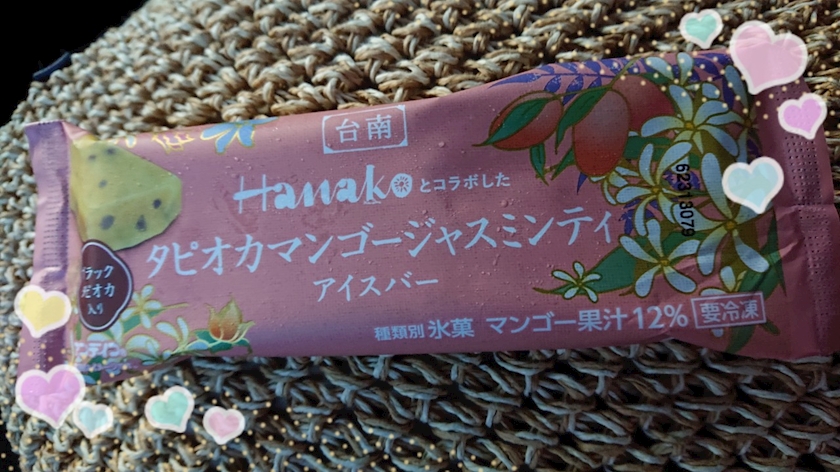 台南
Hanakoとコラボした
タピオカマンゴージャスミンティ
アイスバー
ラック
ピオカ
入り
種類別 氷菓 マンゴー果汁12% 要冷凍
623/3079